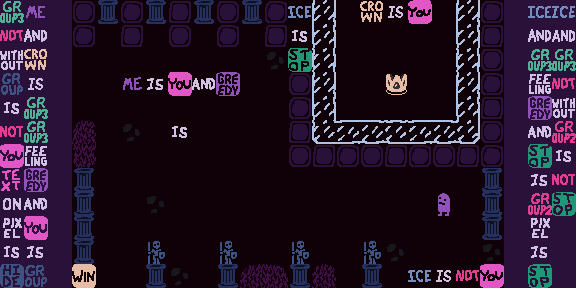 GROUP3 ME ICE CROWN IS YOU ICE ICE
NOT AND IS AND AND
WITHOUT CROWN STOP GROUP3 GROUP3
GROUP IS ME IS YOU AND GREEDY FEELING NOT
IS GROUP3 GREEDY WITHOUT
NOT GROUP3 IS AND GROUP2
YOU FEELING STOP IS
TEXT GREEDY IS NOT
ON AND GROUP2 STOP
PIXEL YOU PIXEL
IS IS IS
HIDE GROUP WIN ICE IS NOT YOU STOP